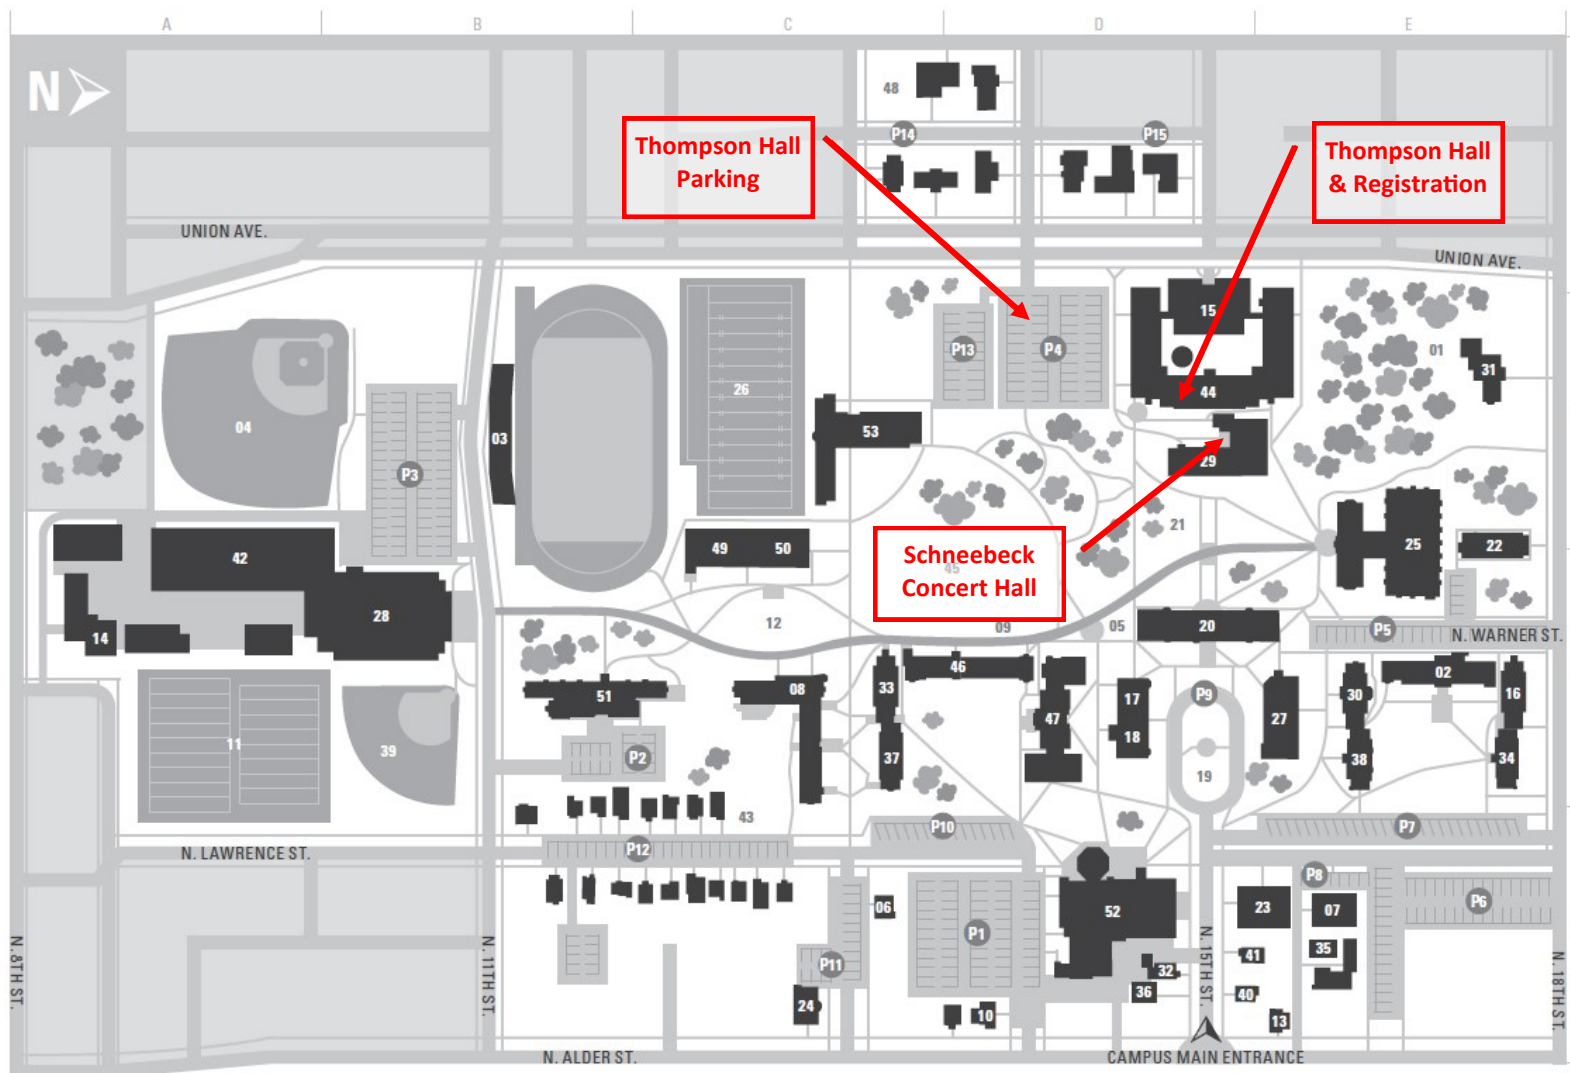 A B C D E
N
48
P14
P15
Thompson Hall
Parking
Thompson Hall
& Registration
UNION AVE.
UNION AVE.
15
P13
P4
01
31
26
44
04
03
53
29
P3
21
Schneebeck
Concert Hall
45
42
49 50
25
22
28
14
12
09
05
20
P5
N. WARNER ST.
46
02
51
08
33
17
P9
30
16
47
27
11
39
P2
18
37
19
38
34
43
P10
P7
N. LAWRENCE ST.
P12
P8
06
52
23
07
P6
P1
35
41
P11
32
36
40
24
10
13
N. 8TH ST.
N. 11TH ST.
N. 15TH ST.
N. 18TH ST.
N. ALDER ST.
CAMPUS MAIN ENTRANCE